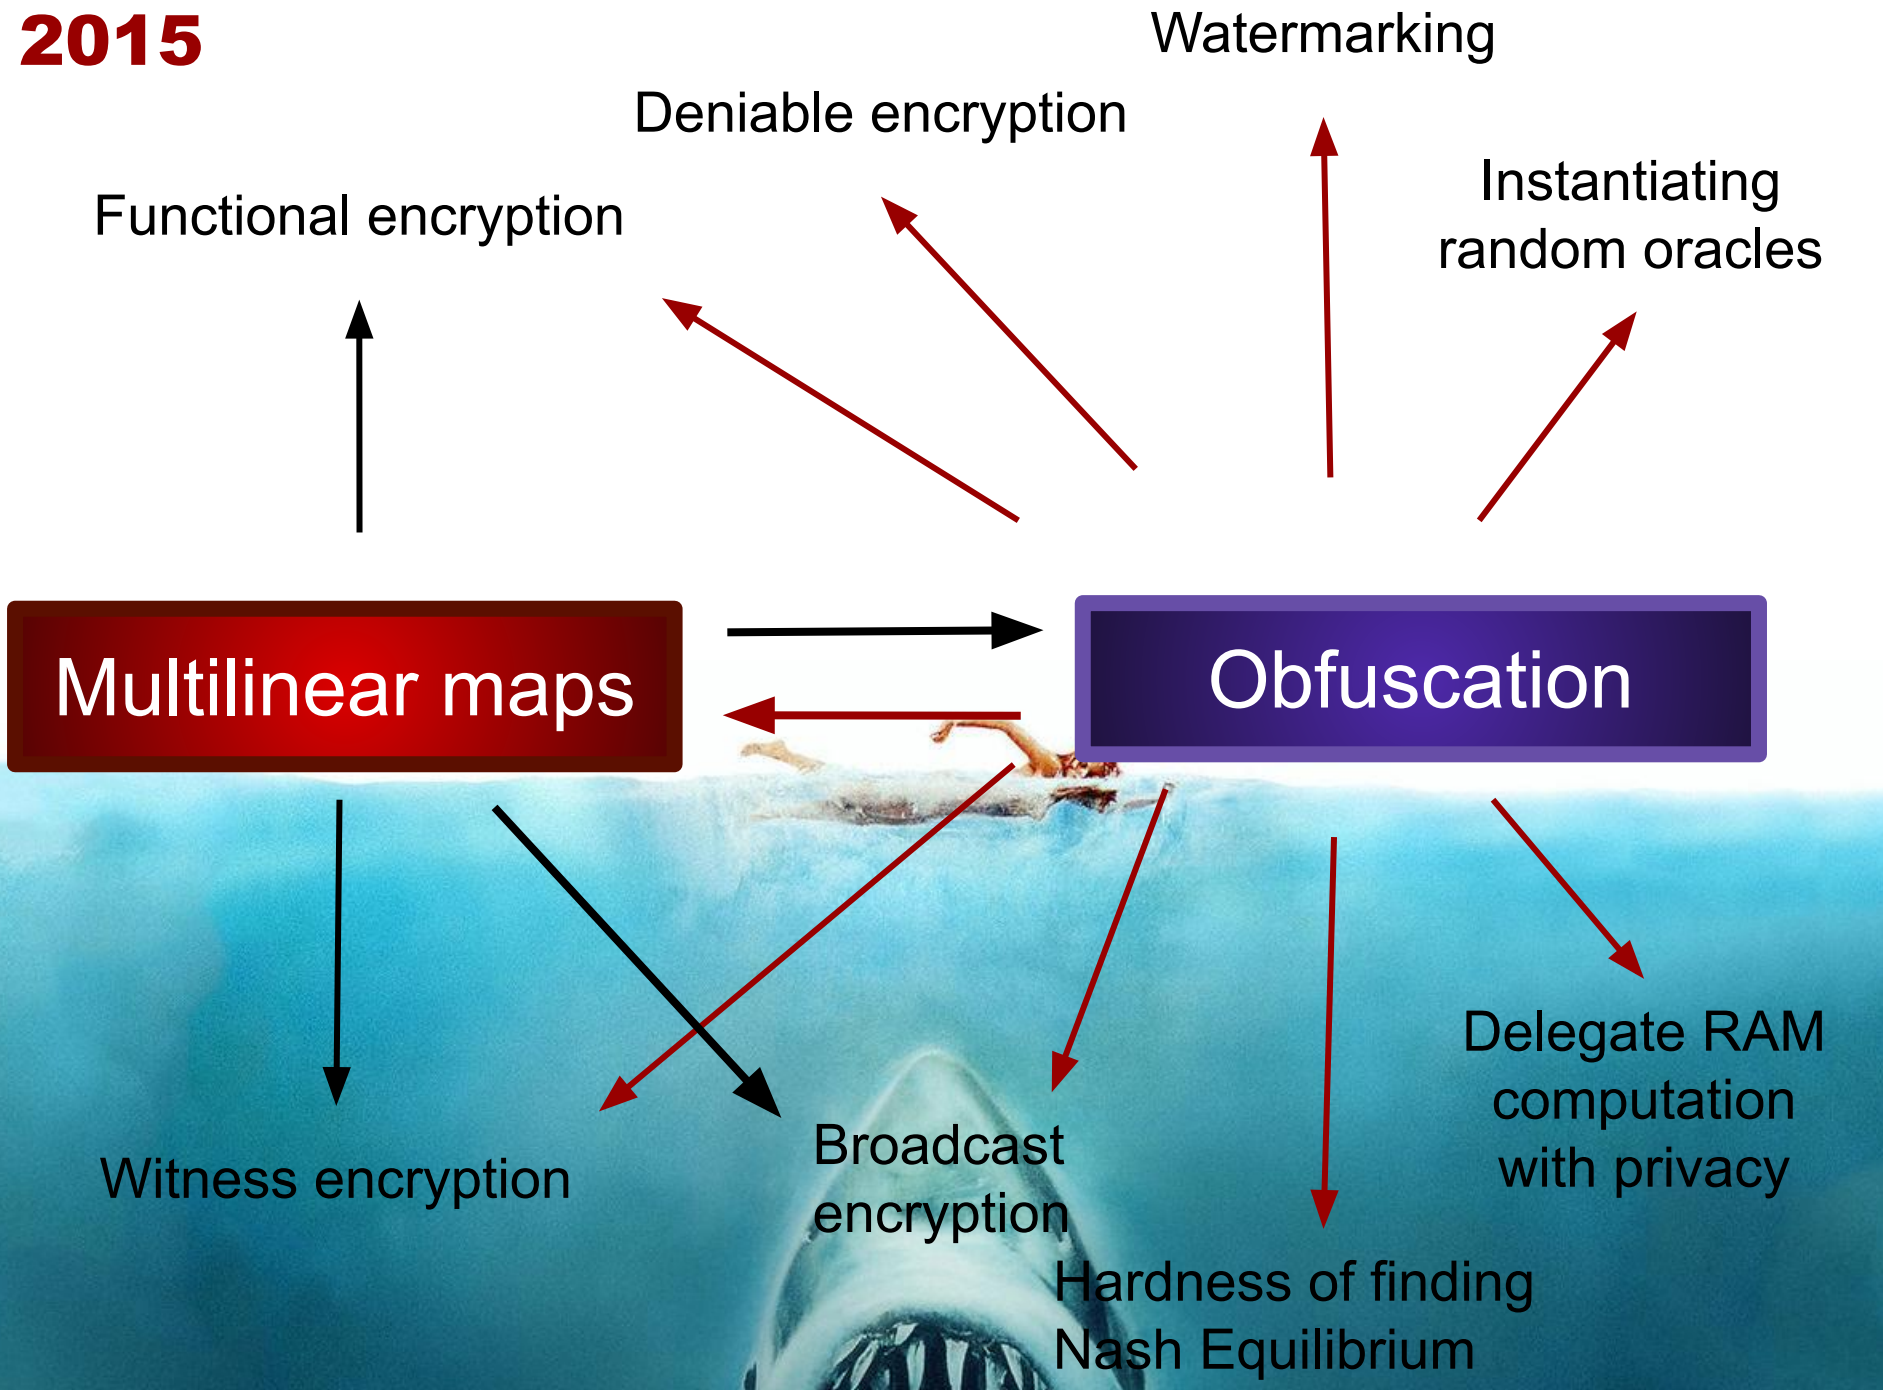 2015
Watermarking
Deniable encryption
Instantiating
random oracles
Functional encryption
Multilinear maps
Obfuscation
Delegate RAM
computation
with privacy
Witness encryption
Broadcast
encryption
Hardness of finding
Nash Equilibrium